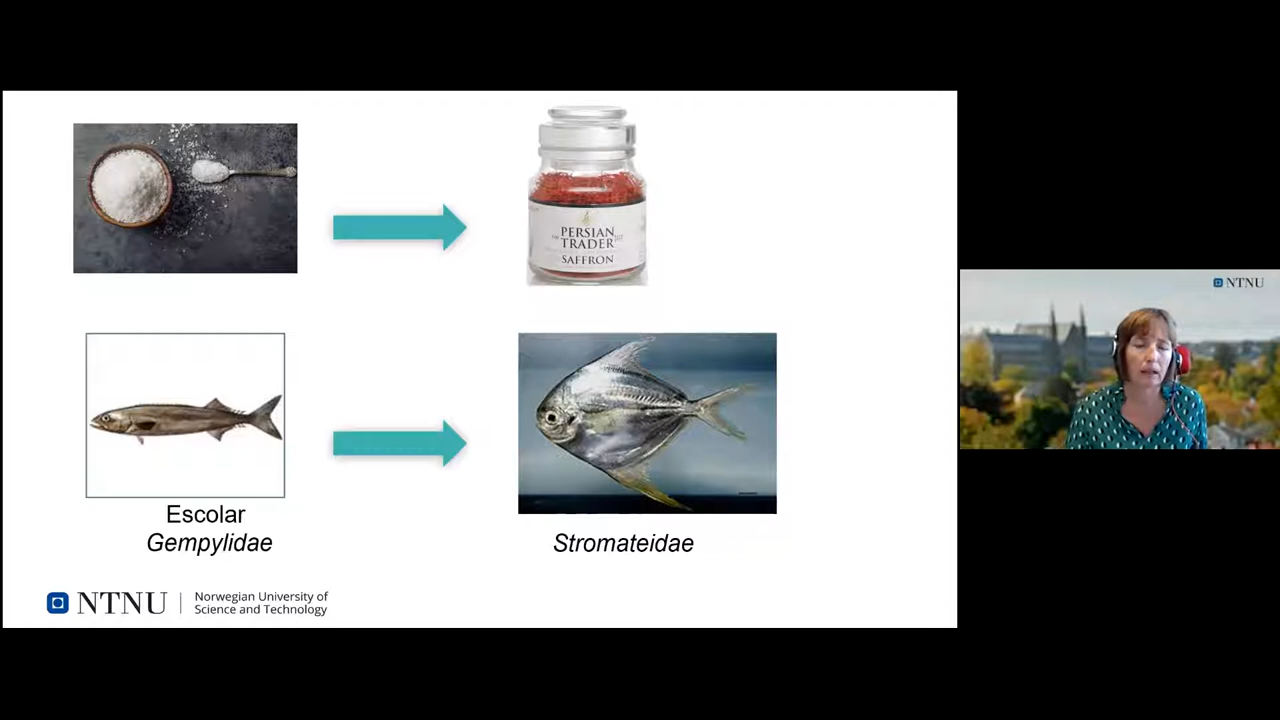 PERSIAN
TRADER
SAFFRON
Escolar
Gempylidae
Stromateidae
NTNU
Norwegian University of
Science and Technology
NTNU